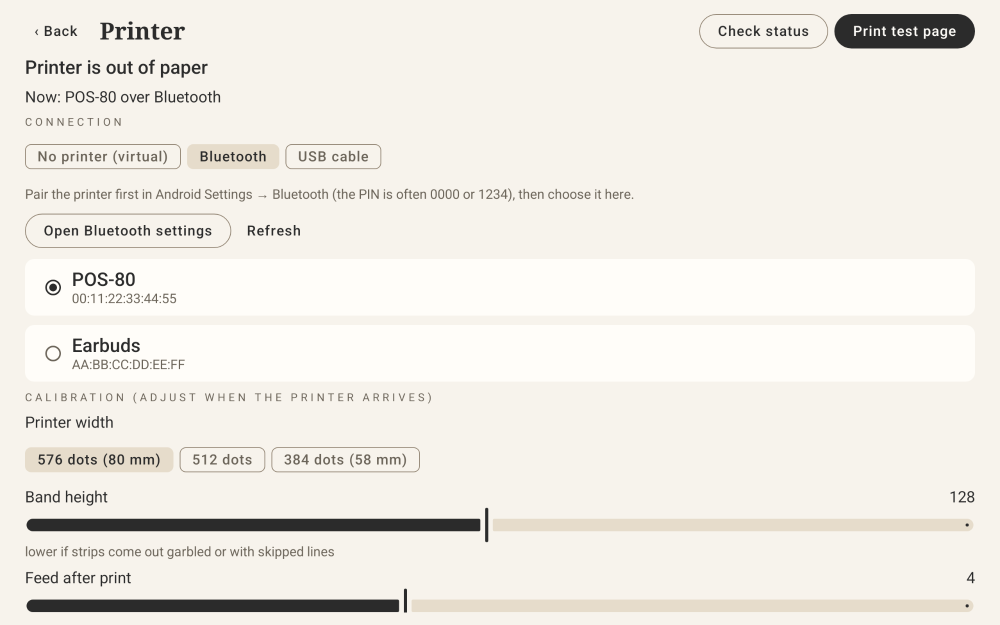 ‹ Back
Printer
Check status
Print test page
Printer is out of paper
Now: POS-80 over Bluetooth
CONNECTION
No printer (virtual)
Bluetooth
USB cable
Pair the printer first in Android Settings → Bluetooth (the PIN is often 0000 or 1234), then choose it here.
Open Bluetooth settings
Refresh
POS-80
00:11:22:33:44:55
Earbuds
AA:BB:CC:DD:EE:FF
CALIBRATION (ADJUST WHEN THE PRINTER ARRIVES)
Printer width
576 dots (80 mm)
512 dots
384 dots (58 mm)
Band height
128
lower if strips come out garbled or with skipped lines
Feed after print
4